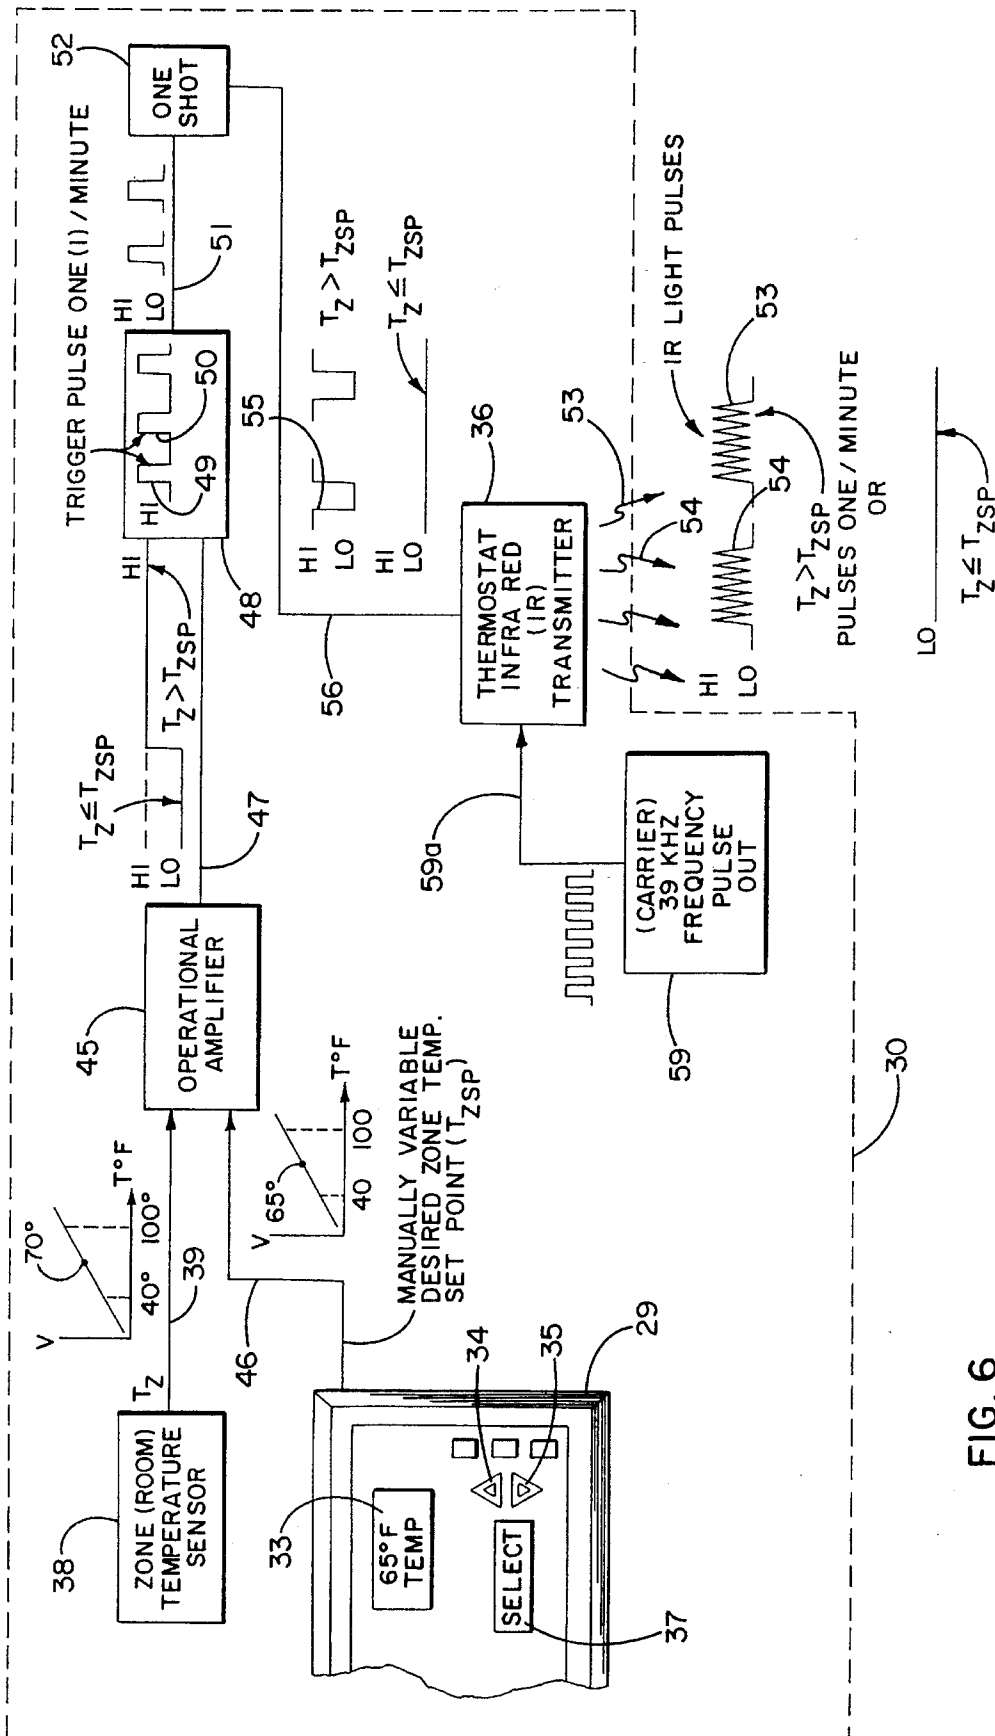 52
TRIGGER PULSE ONE (1) / MINUTE
ONE
SHOT
HI
LO
51
HI
49
50
48
HI
T_Z > T_ZSP
T_Z ≤ T_ZSP
HI
LO
47
45
OPERATIONAL
AMPLIFIER
V
70°
40°
100°
T°F
39
T_Z
38
ZONE (ROOM)
TEMPERATURE
SENSOR
V
65°
40
100
T°F
46
MANUALLY VARIABLE
DESIRED ZONE TEMP.
SET POINT (T_ZSP)
33
65°F
TEMP
SELECT
37
34
35
29
55
HI
LO
T_Z > T_ZSP
HI
T_Z ≤ T_ZSP
56
36
THERMOSTAT
INFRA RED
(IR)
TRANSMITTER
59a
(CARRIER)
39 KHZ
FREQUENCY
PULSE
OUT
59
53
54
IR LIGHT PULSES
HI
LO
53
54
T_Z > T_ZSP
PULSES ONE / MINUTE
OR
LO
T_Z ≤ T_ZSP
30
FIG. 6